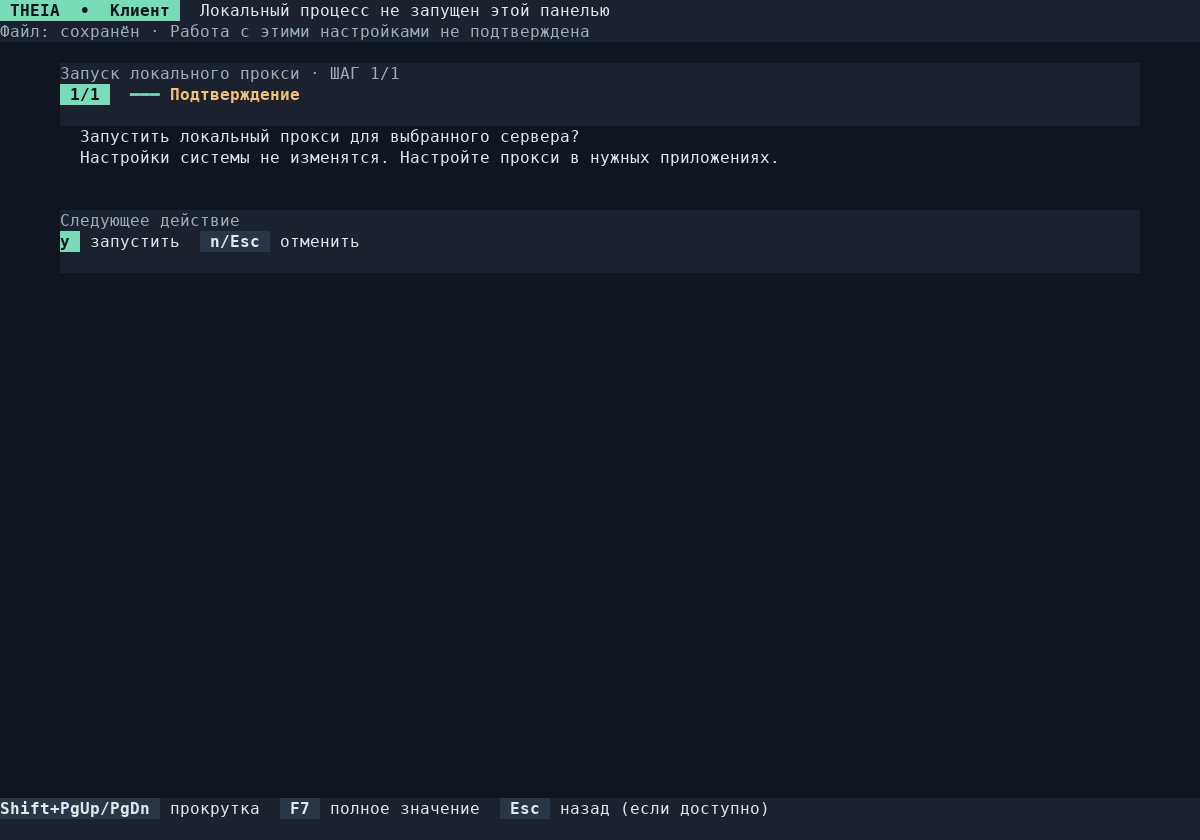 THEIA • Клиент Локальный процесс не запущен этой панелью
Файл: сохранён · Работа с этими настройками не подтверждена
Запуск локального прокси · ШАГ 1/1
1/1 ━━━ Подтверждение
Запустить локальный прокси для выбранного сервера?
Настройки системы не изменятся. Настройте прокси в нужных приложениях.
Следующее действие
y запустить n/Esc отменить
Shift+PgUp/PgDn прокрутка F7 полное значение Esc назад (если доступно)